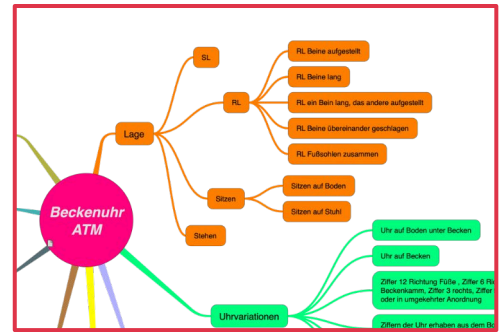 Beckenuhr
ATM
Lage
SL
RL
RL Beine aufgestellt
RL Beine lang
RL ein Bein lang, das andere aufgestellt
RL Beine übereinander geschlagen
RL Fußsohlen zusammen
Sitzen
Sitzen auf Boden
Sitzen auf Stuhl
Stehen
Uhrvariationen
Uhr auf Boden unter Becken
Uhr auf Becken
Ziffer 12 Richtung Füße , Ziffer 6
Beckenkamm, Ziffer 3 rechts, Ziffer
oder in umgekehrter Anordnung
Ziffern der Uhr erhaben aus dem